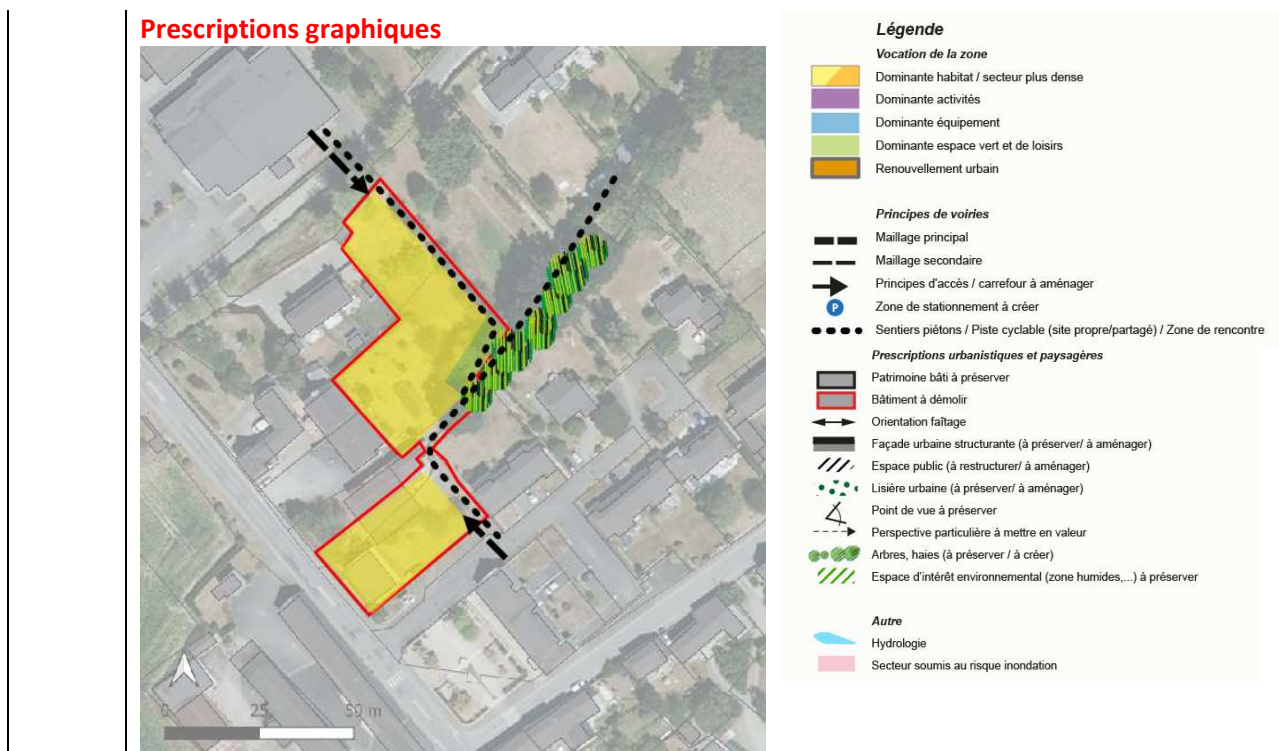 Prescriptions graphiques
0 25 50 m
Légende
Vocation de la zone
Dominante habitat / secteur plus dense
Dominante activités
Dominante équipement
Dominante espace vert et de loisirs
Renouvellement urbain
Principes de voiries
Maillage principal
Maillage secondaire
Principes d'accès / carrefour à aménager
P Zone de stationnement à créer
Sentiers piétons / Piste cyclable (site propre/partagé) / Zone de rencontre
Prescriptions urbanistiques et paysagères
Patrimoine bâti à préserver
Bâtiment à démolir
Orientation faîtage
Façade urbaine structurante (à préserver/ à aménager)
Espace public (à restructurer/ à aménager)
Lisière urbaine (à préserver/ à aménager)
Point de vue à préserver
Perspective particulière à mettre en valeur
Arbres, haies (à préserver / à créer)
Espace d'intérêt environnemental (zone humides,...) à préserver
Autre
Hydrologie
Secteur soumis au risque inondation